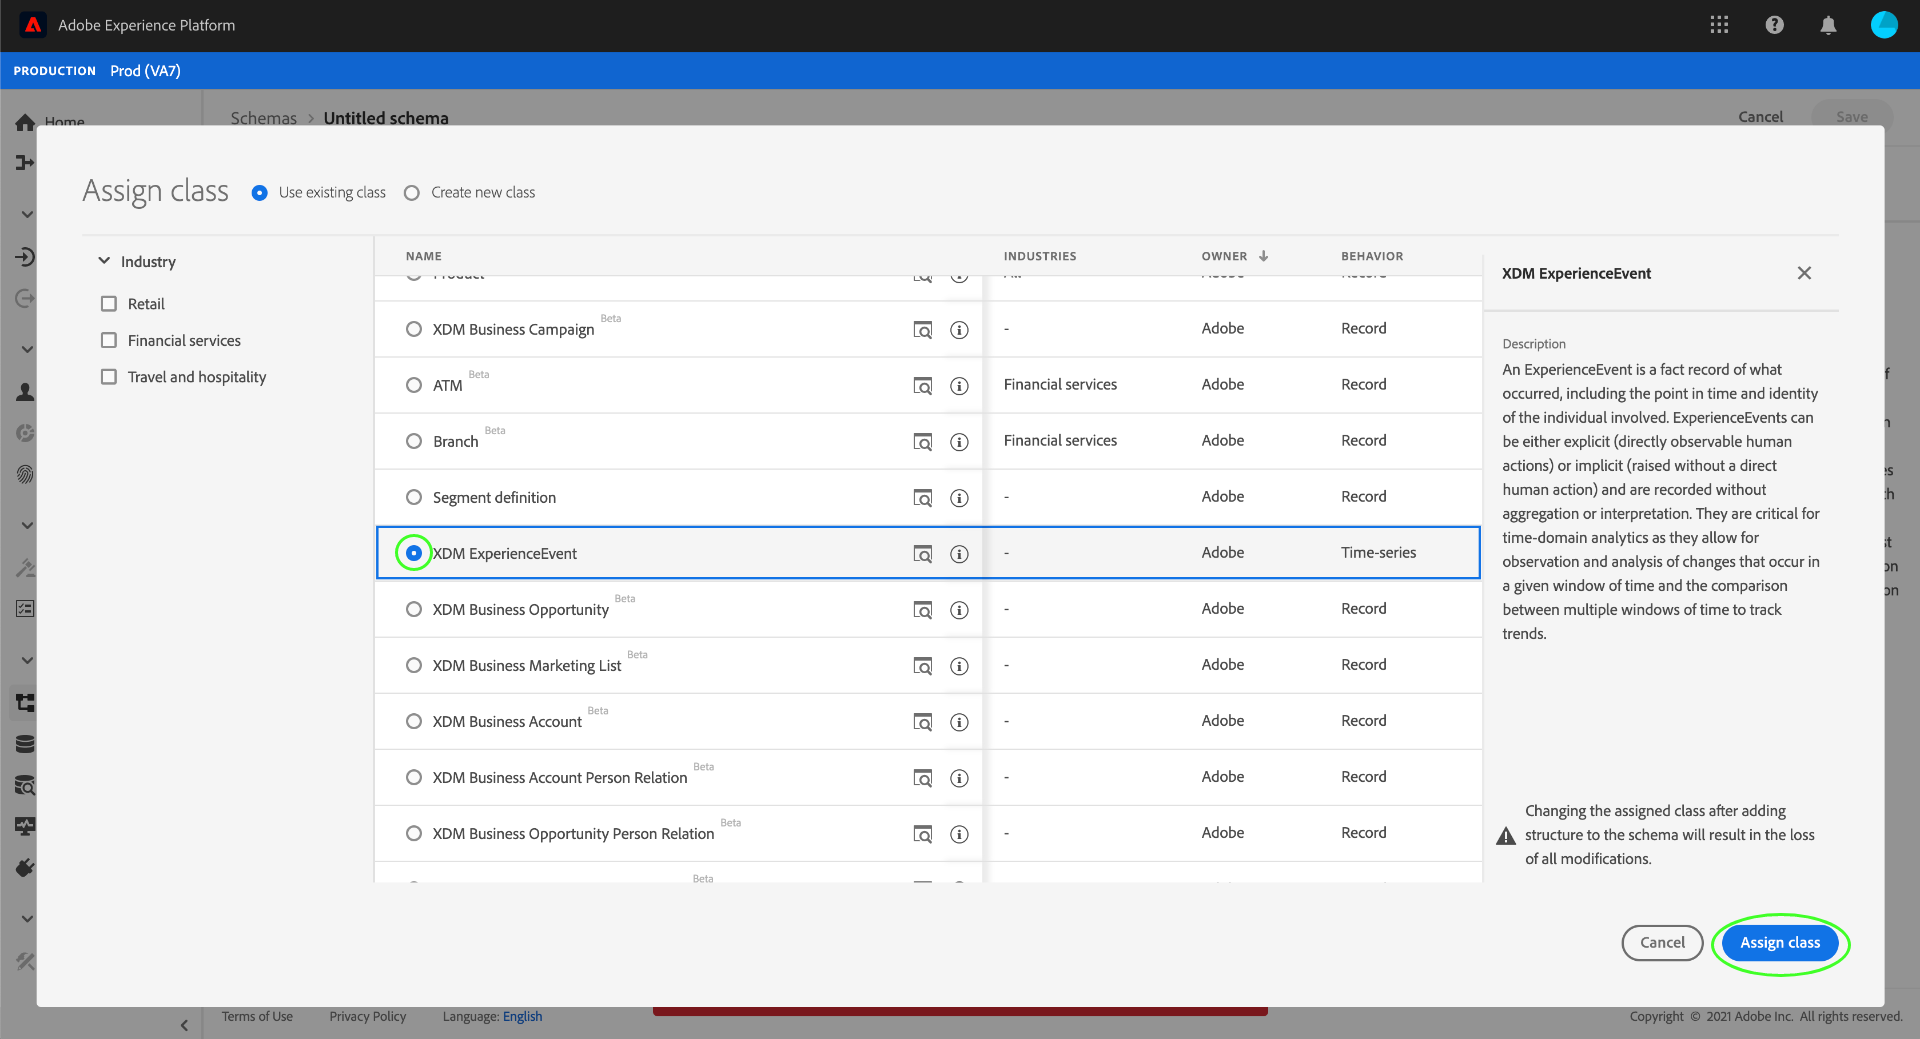 Adobe Experience Platform
PRODUCTION Prod (VA7)
Home
Schemas > Untitled schema
Cancel
Save
Assign class
Use existing class
Create new class
Industry
Retail
Financial services
Travel and hospitality
NAME INDUSTRIES OWNER BEHAVIOR
XDM Business Campaign Beta - Adobe Record
ATM Beta Financial services Adobe Record
Branch Beta Financial services Adobe Record
Segment definition - Adobe Record
XDM ExperienceEvent - Adobe Time-series
XDM Business Opportunity Beta - Adobe Record
XDM Business Marketing List Beta - Adobe Record
XDM Business Account Beta - Adobe Record
XDM Business Account Person Relation Beta - Adobe Record
XDM Business Opportunity Person Relation Beta - Adobe Record
Beta
XDM ExperienceEvent
Description
An ExperienceEvent is a fact record of what
occurred, including the point in time and identity
of the individual involved. ExperienceEvents can
be either explicit (directly observable human
actions) or implicit (raised without a direct
human action) and are recorded without
aggregation or interpretation. They are critical for
time-domain analytics as they allow for
observation and analysis of changes that occur in
a given window of time and the comparison
between multiple windows of time to track
trends.
Changing the assigned class after adding
structure to the schema will result in the loss
of all modifications.
Cancel
Assign class
Terms of Use Privacy Policy Language: English
Copyright © 2021 Adobe Inc. All rights reserved.